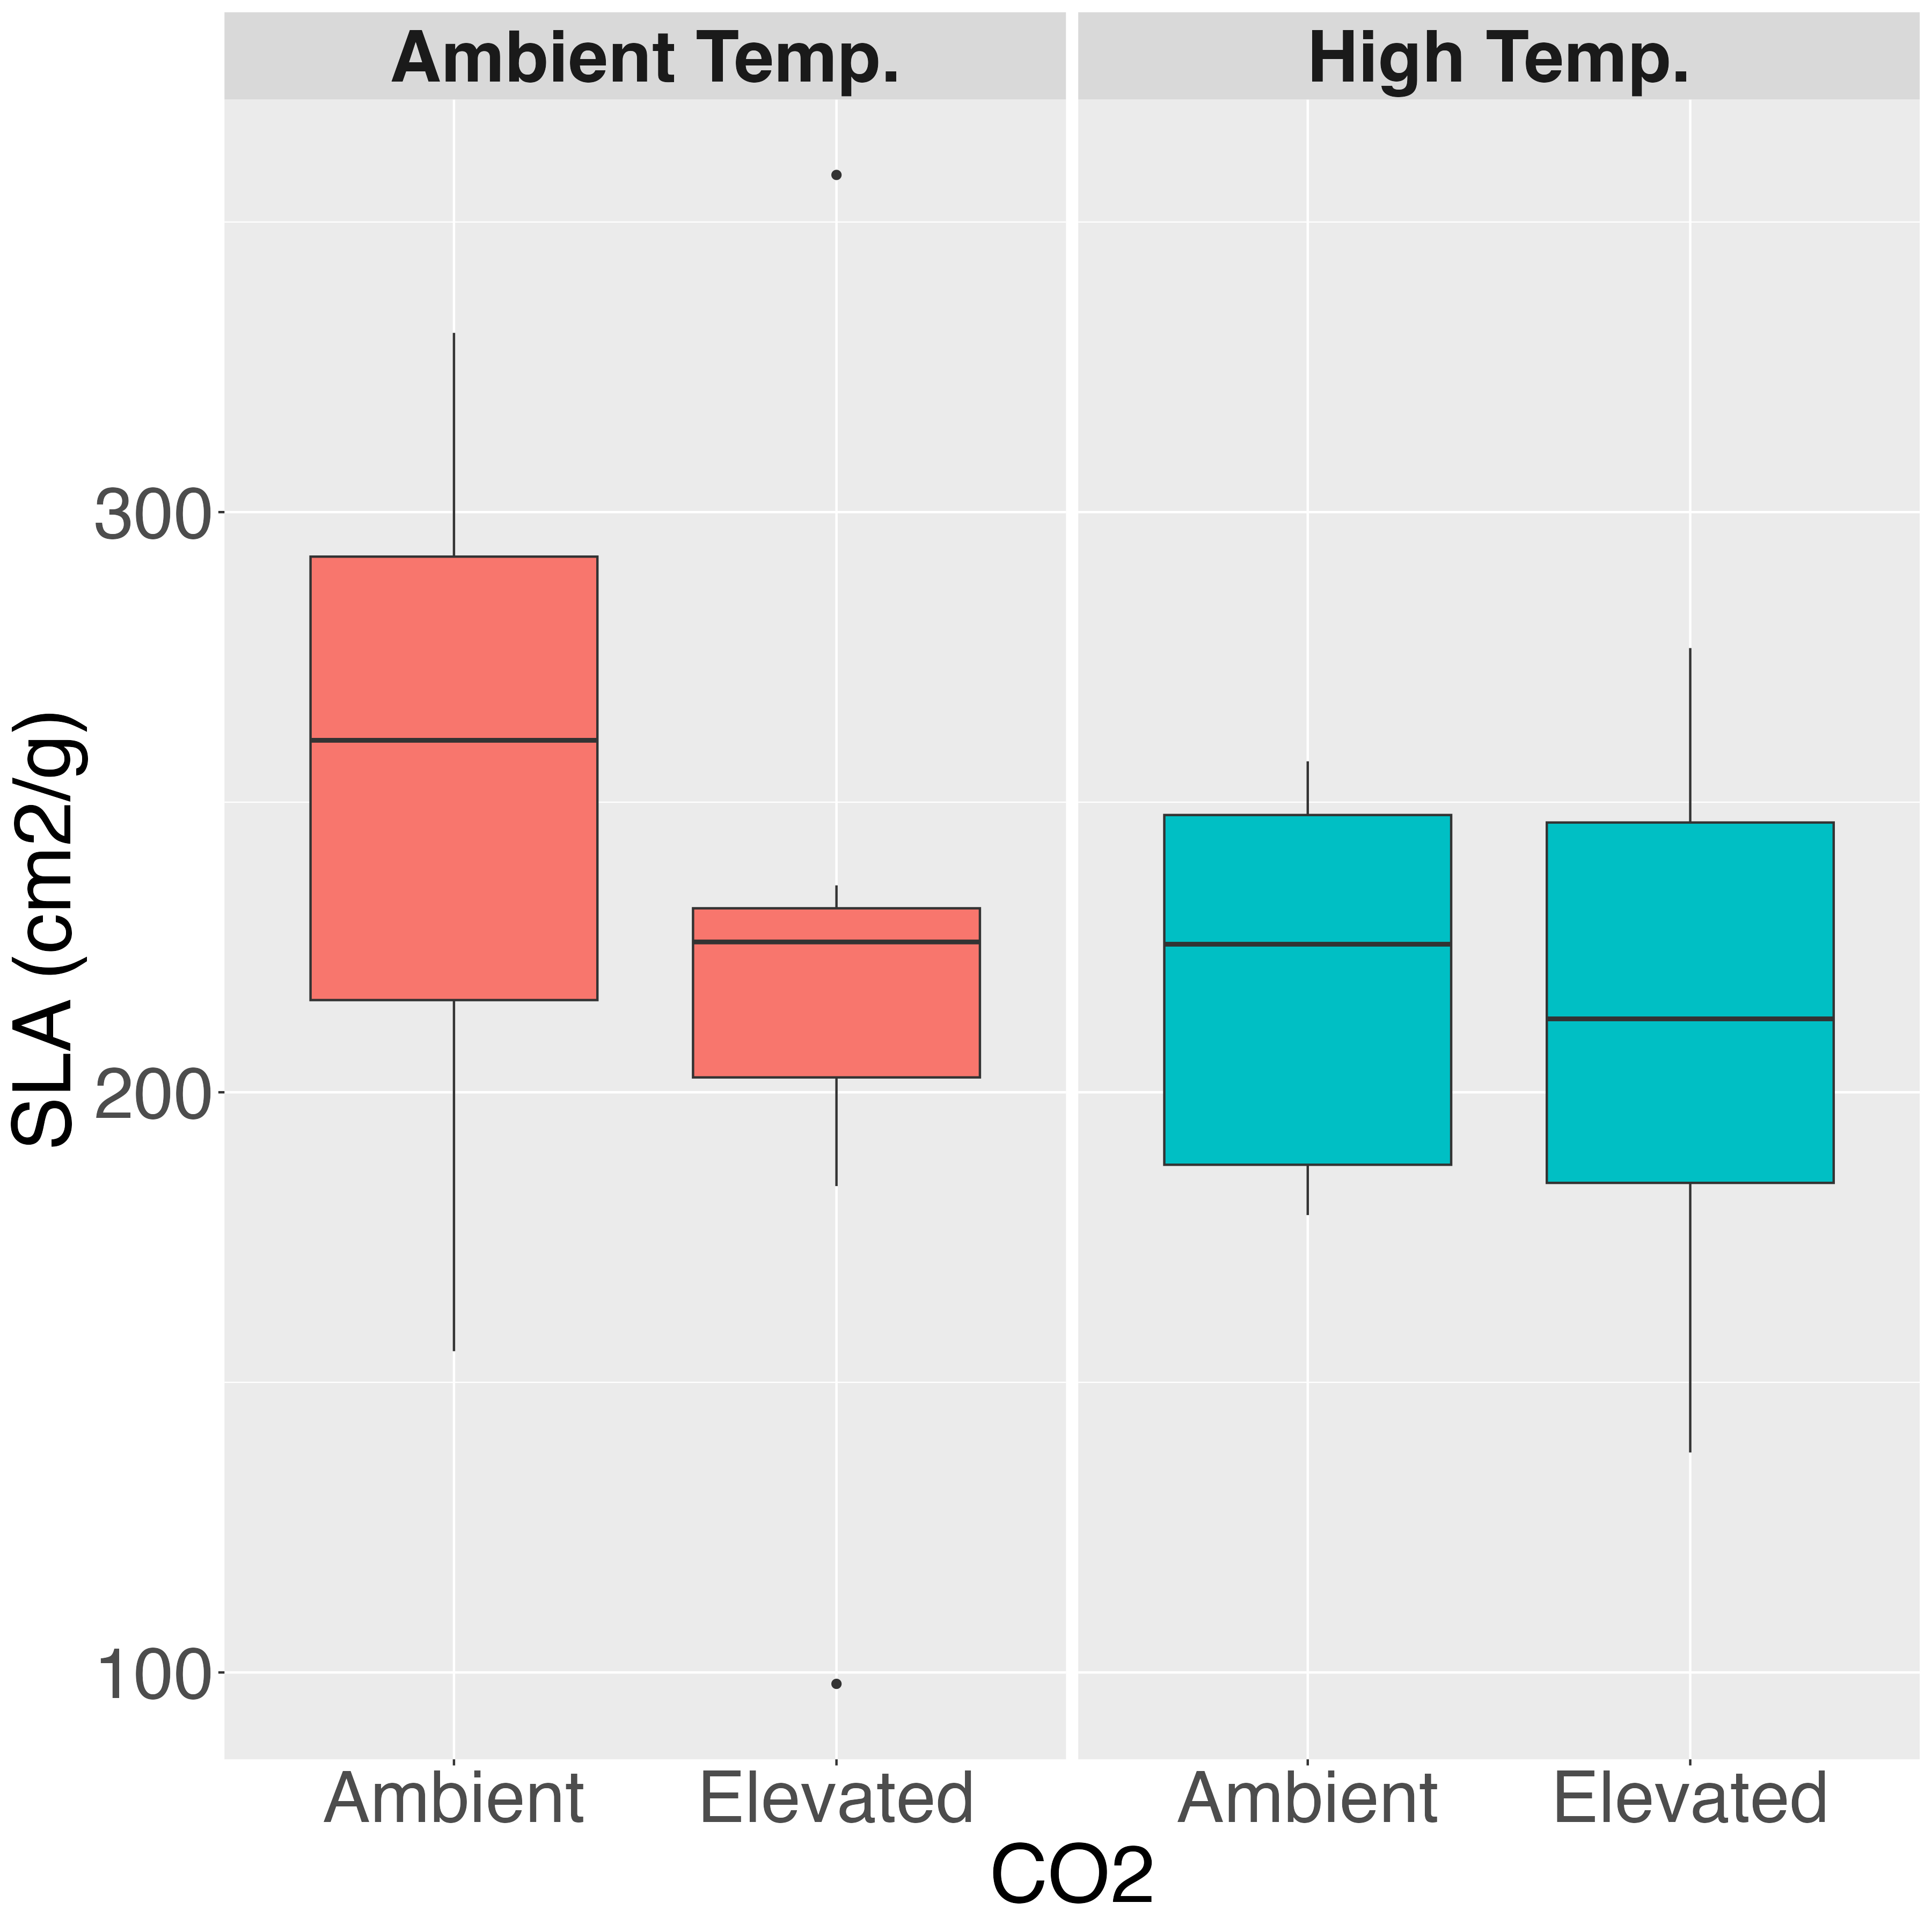 Ambient Temp.
High Temp.
SLA (cm2/g)
300
200
100
Ambient
Elevated
Ambient
Elevated
CO2